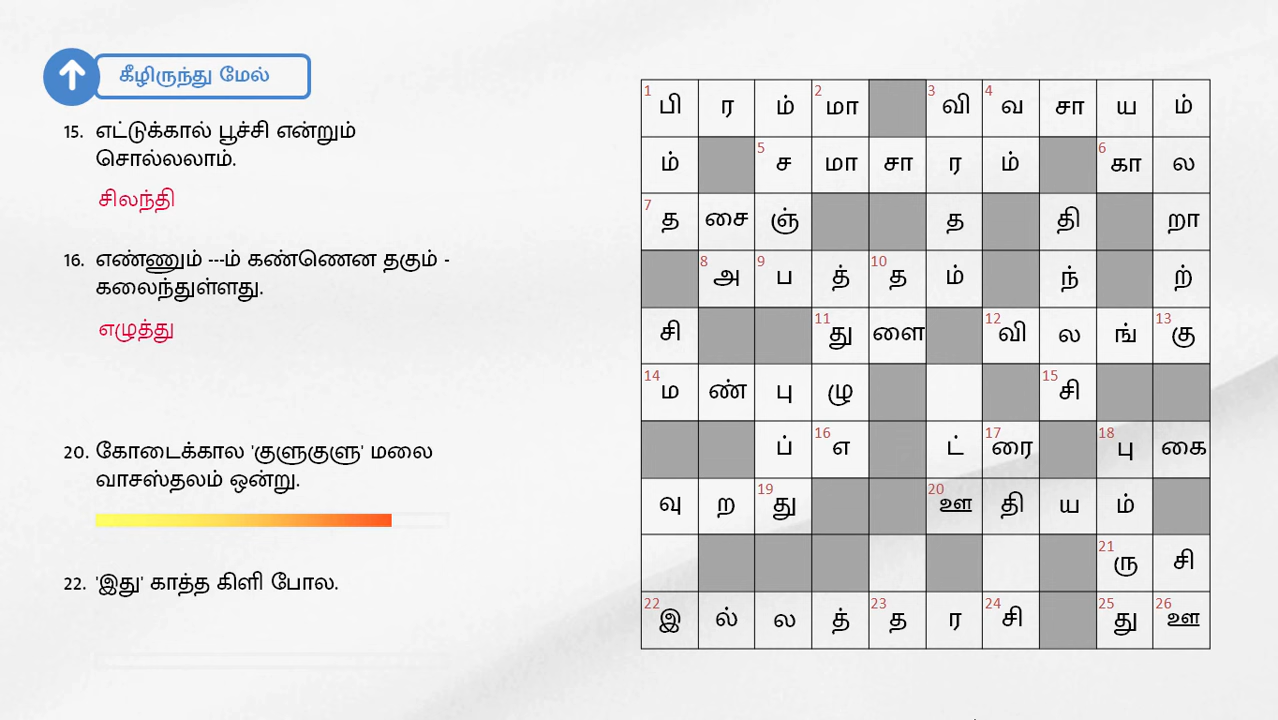 கீழிருந்து மேல்
15. எட்டுக்கால் பூச்சி என்றும்
சொல்லலாம்.
சிலந்தி
16. எண்ணும் ---ம் கண்ணென தகும் -
கலைந்துள்ளது.
எழுத்து
20. கோடைக்கால 'குளுகுளு' மலை
வாசஸ்தலம் ஒன்று.
22. 'இது' காத்த கிளி போல.
1 பி ர ம் 2 மா 3 வி 4 வ சா ய ம்
ம் 5 ச மா சா ர ம் 6 கா ல
7 த சை ஞ் த தி றா
8 அ 9 ப த் 10 த ம் ந் ற்
சி 11 து ளை 12 வி ல ங் 13 கு
14 ம ண் பு ழு 15 சி
ப் 16 எ ட் 17 ரை 18 பு கை
வு ற 19 து 20 ஊ தி ய ம்
21 ரு சி
22 இ ல் ல த் 23 த ர 24 சி 25 து 26 ஊ